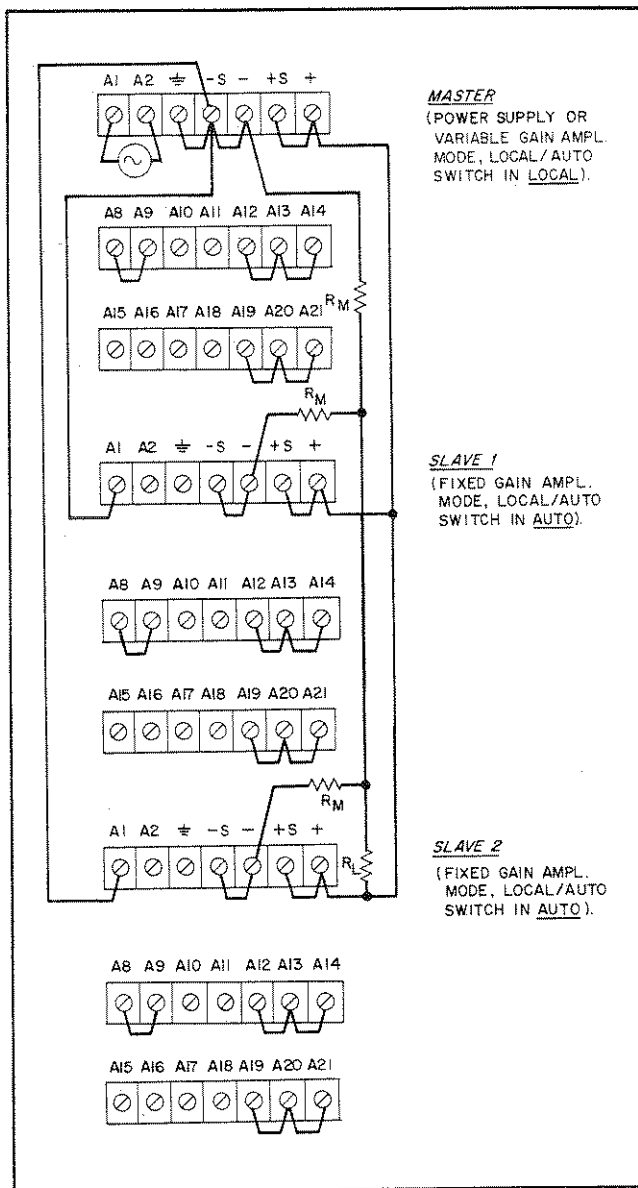 A1 A2 ⏚ -S - +S +
MASTER
(POWER SUPPLY OR
VARIABLE GAIN AMPL.
MODE, LOCAL/AUTO
SWITCH IN LOCAL).
A8 A9 A10 A11 A12 A13 A14
RM
A15 A16 A17 A18 A19 A20 A21
RM
A1 A2 ⏚ -S - +S +
SLAVE 1
(FIXED GAIN AMPL.
MODE, LOCAL/AUTO
SWITCH IN AUTO).
A8 A9 A10 A11 A12 A13 A14
A15 A16 A17 A18 A19 A20 A21
RM
A1 A2 ⏚ -S - +S +
RL
SLAVE 2
(FIXED GAIN AMPL.
MODE, LOCAL/AUTO
SWITCH IN AUTO).
A8 A9 A10 A11 A12 A13 A14
A15 A16 A17 A18 A19 A20 A21